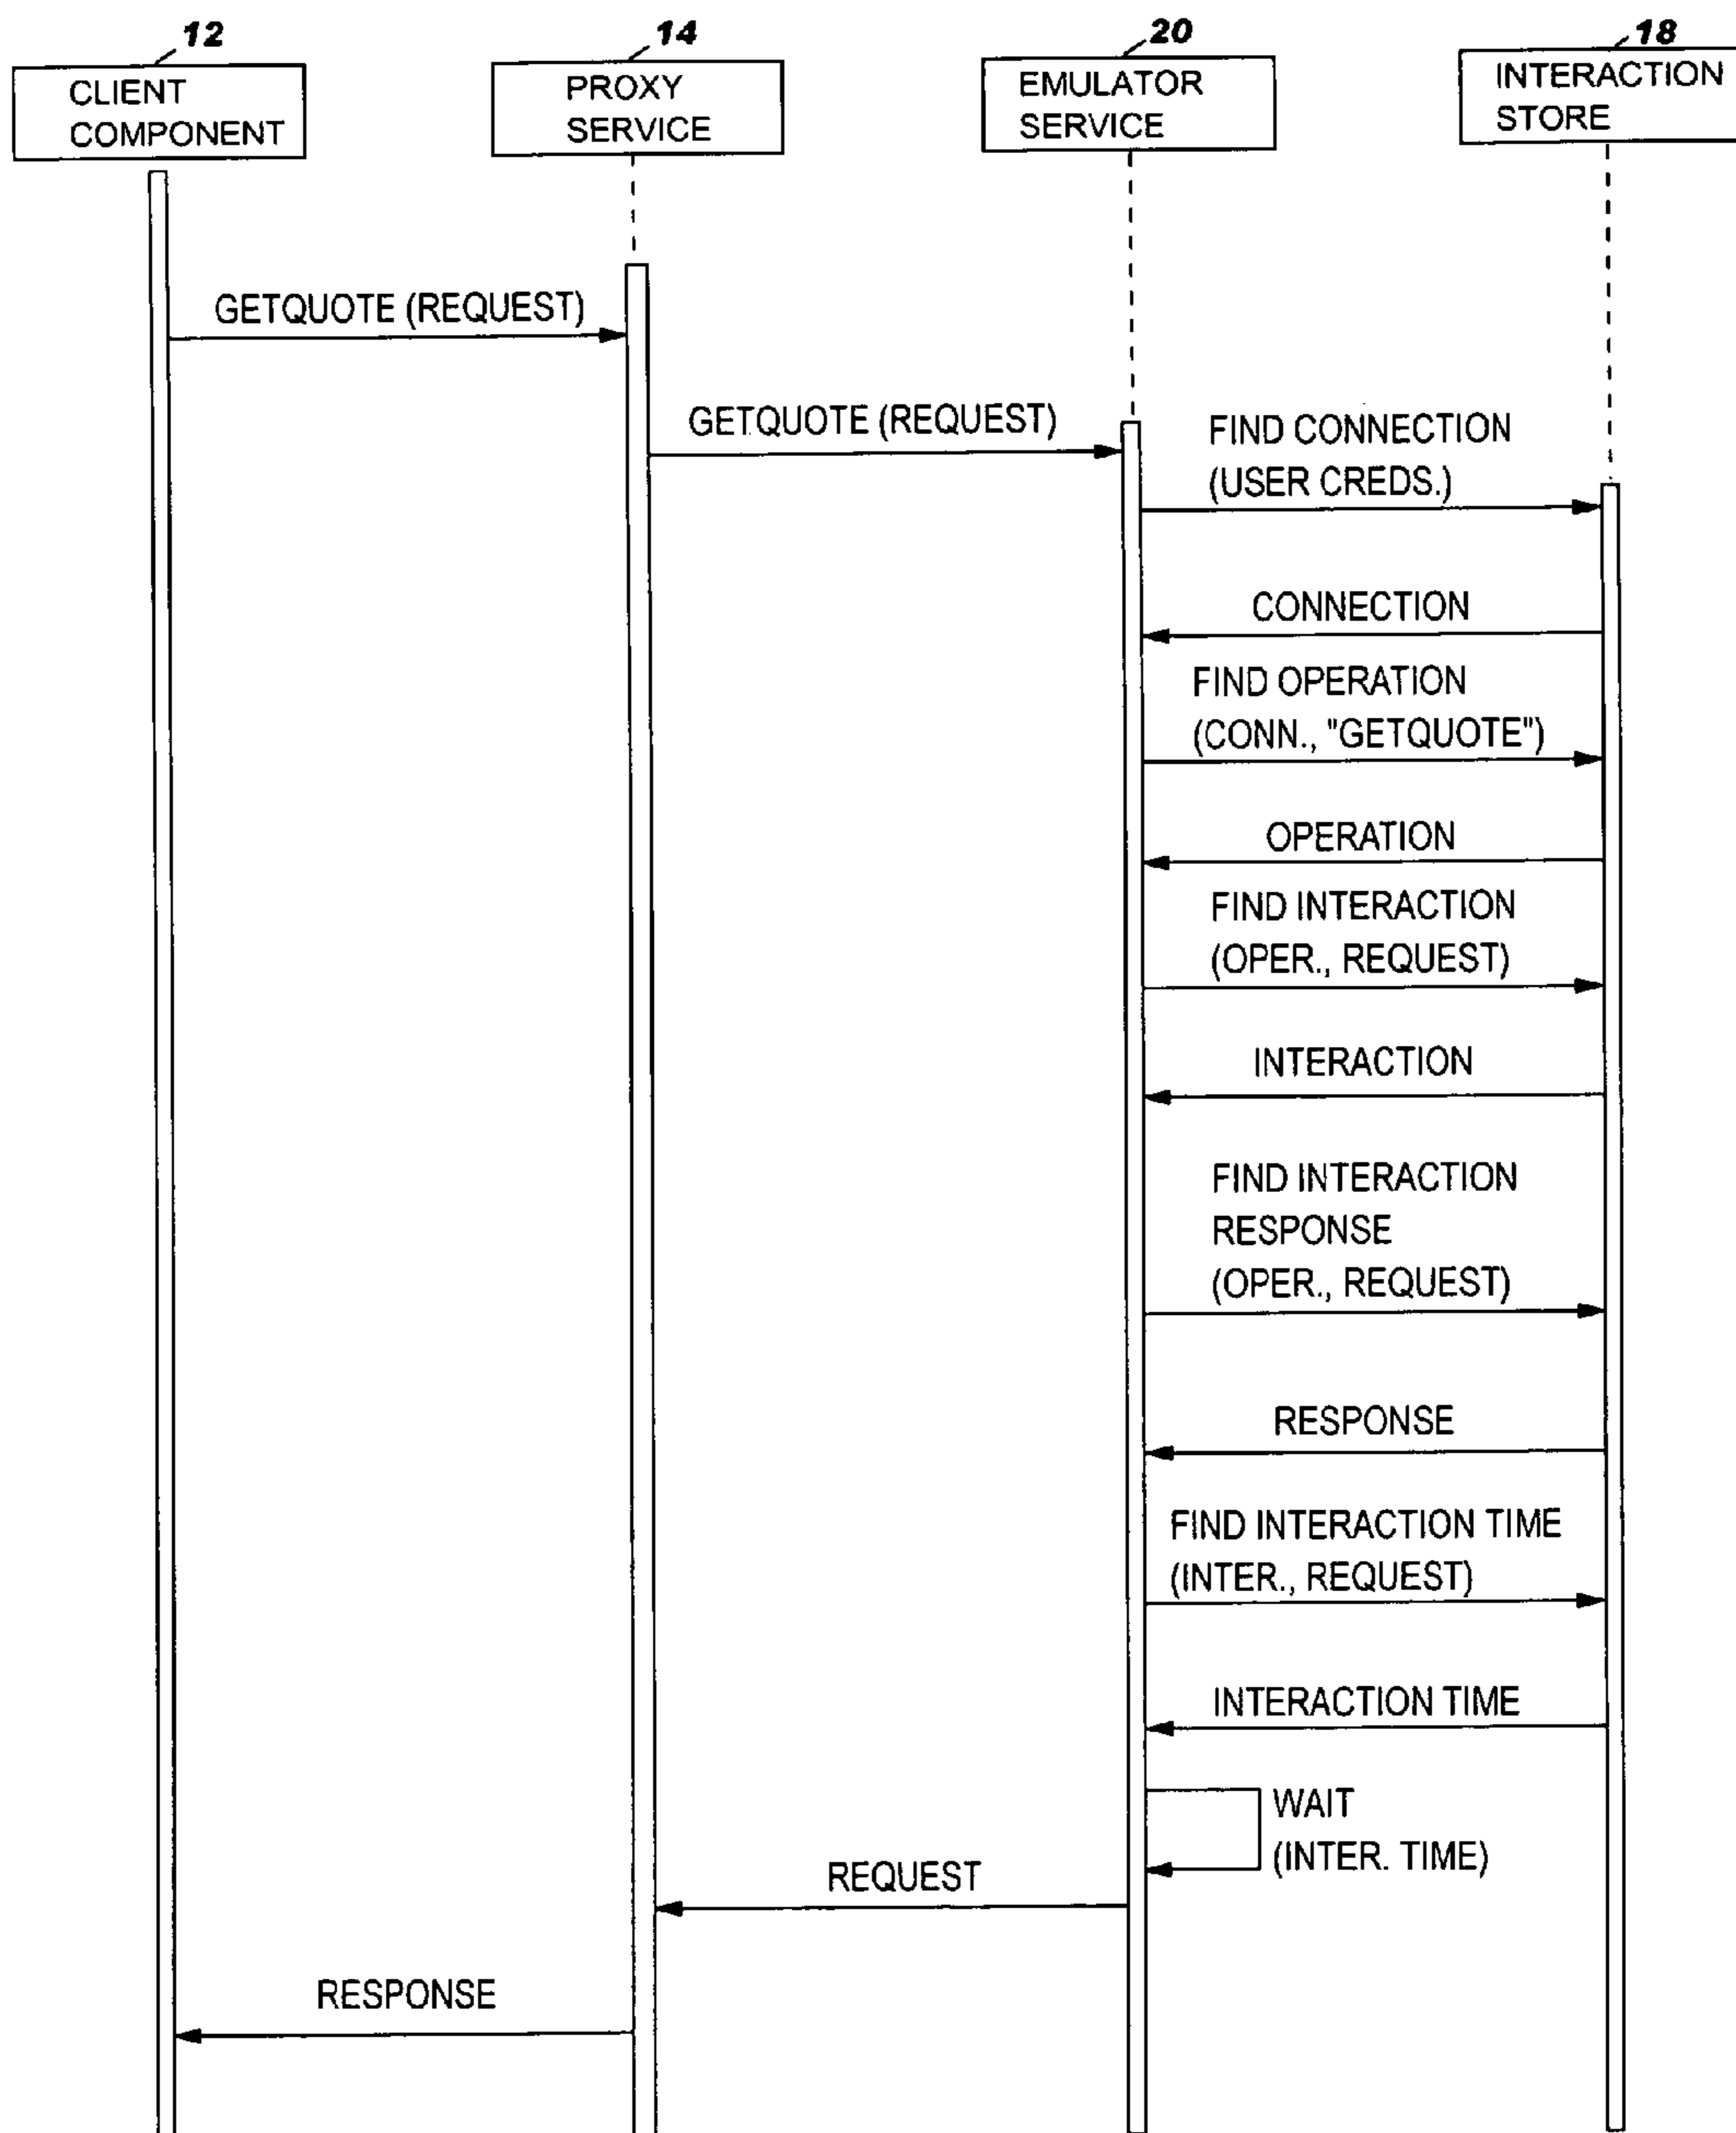 12
CLIENT
COMPONENT
14
PROXY
SERVICE
20
EMULATOR
SERVICE
18
INTERACTION
STORE
GETQUOTE (REQUEST)
GETQUOTE (REQUEST)
FIND CONNECTION
(USER CREDS.)
CONNECTION
FIND OPERATION
(CONN., "GETQUOTE")
OPERATION
FIND INTERACTION
(OPER., REQUEST)
INTERACTION
FIND INTERACTION
RESPONSE
(OPER., REQUEST)
RESPONSE
FIND INTERACTION TIME
(INTER., REQUEST)
INTERACTION TIME
WAIT
(INTER. TIME)
REQUEST
RESPONSE